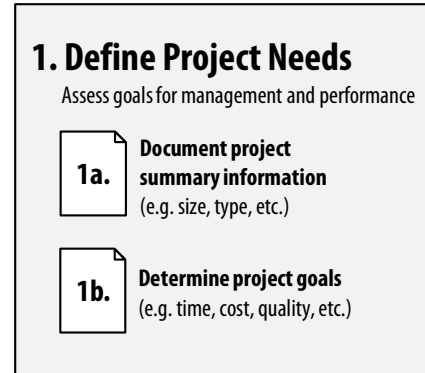 1. Define Project Needs
Assess goals for management and performance
1a.
Document project
summary information
(e.g. size, type, etc.)
1b.
Determine project goals
(e.g. time, cost, quality, etc.)